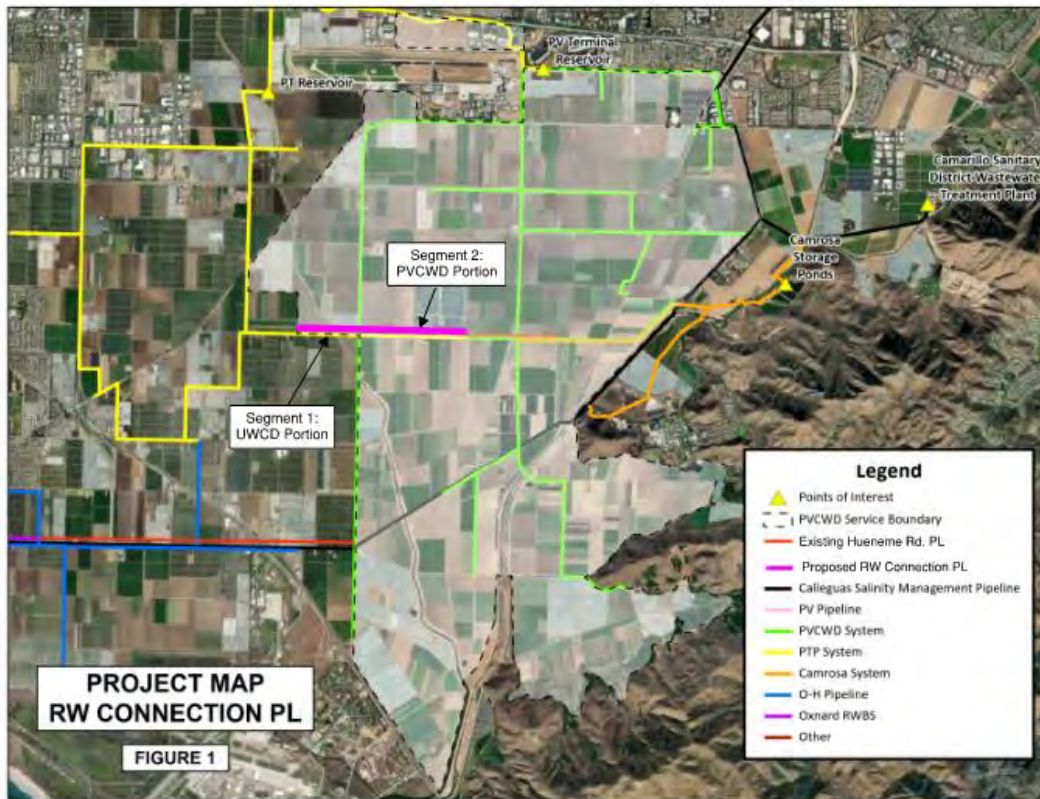 PV Terminal
Reservoir
PT Reservoir
Camarillo Sanitary
District Wastewater
Treatment Plant
Camrosa
Storage
Ponds
Segment 2:
PVCWD Portion
Segment 1:
UWCD Portion
Legend
Points of Interest
PVCWD Service Boundary
Existing Hueneme Rd. PL
Proposed RW Connection PL
Calleguas Salinity Management Pipeline
PV Pipeline
PVCWD System
PTP System
Camrosa System
O-H Pipeline
Oxnard RWBS
Other
PROJECT MAP
RW CONNECTION PL
FIGURE 1